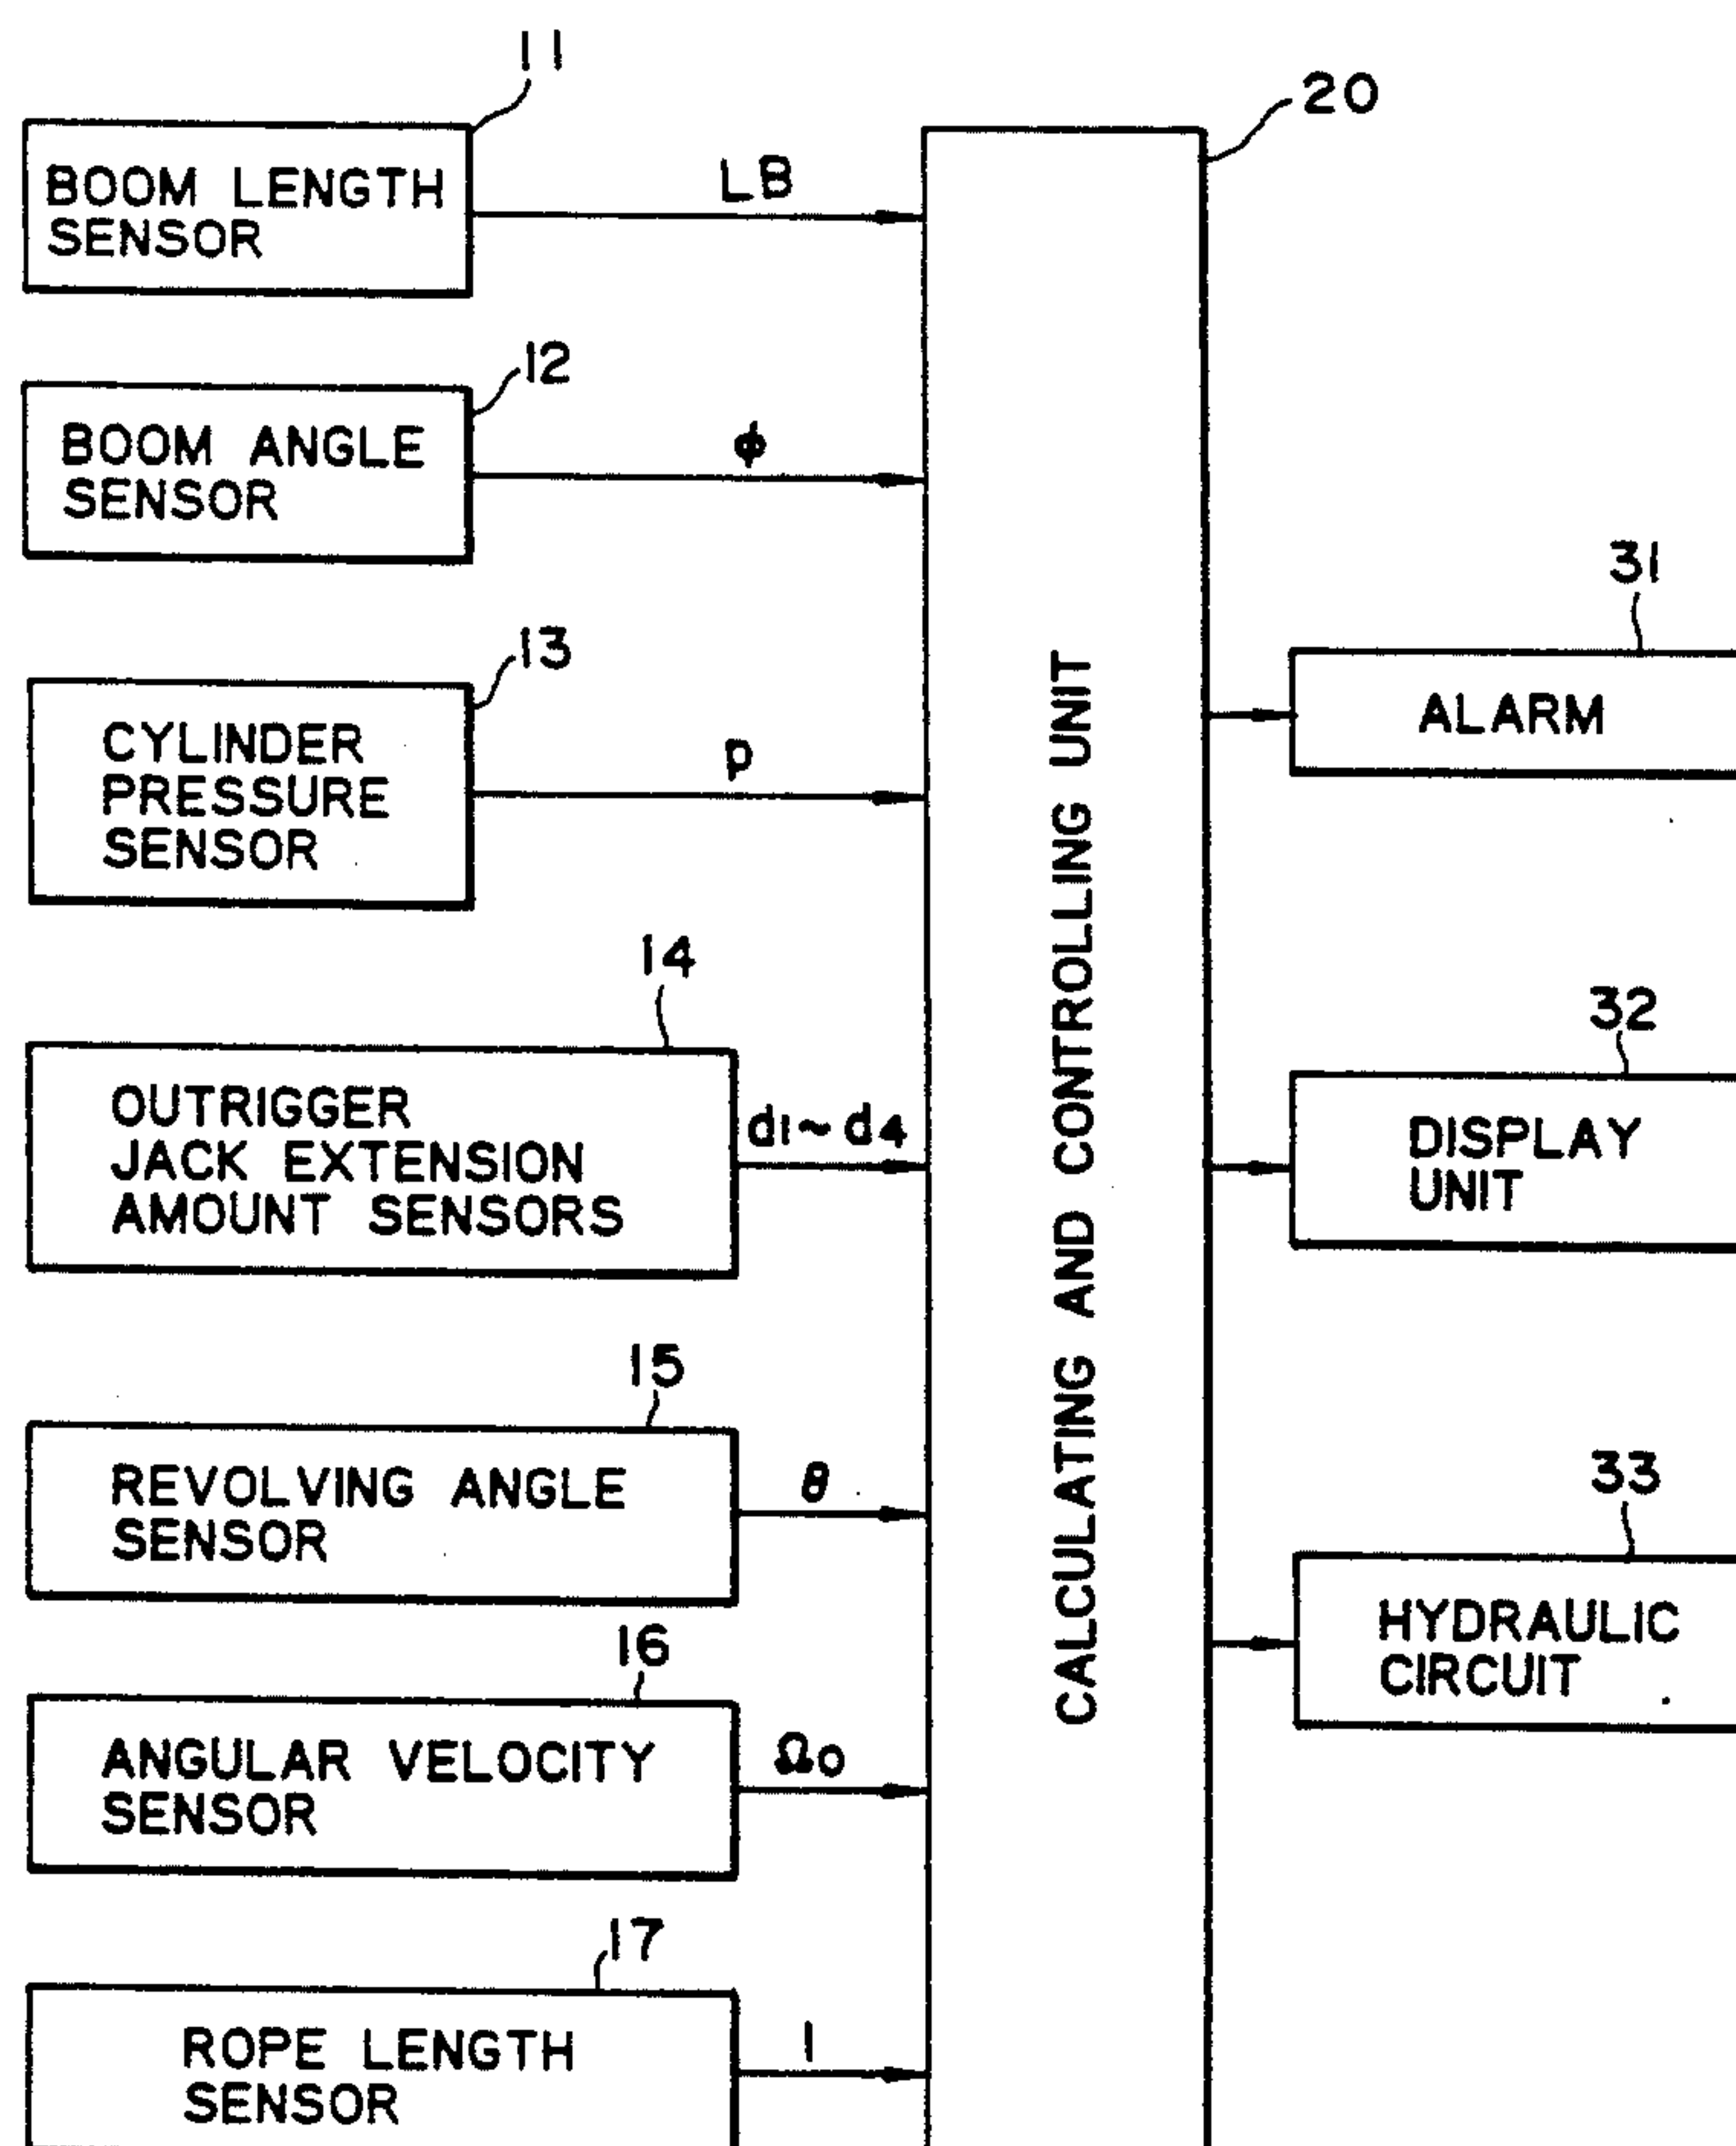 11
BOOM LENGTH
SENSOR
LB
20
12
BOOM ANGLE
SENSOR
ϕ
13
CYLINDER
PRESSURE
SENSOR
p
14
OUTRIGGER
JACK EXTENSION
AMOUNT SENSORS
d1~d4
15
REVOLVING ANGLE
SENSOR
θ
16
ANGULAR VELOCITY
SENSOR
Ωo
17
ROPE LENGTH
SENSOR
l
CALCULATING AND CONTROLLING UNIT
31
ALARM
32
DISPLAY
UNIT
33
HYDRAULIC
CIRCUIT